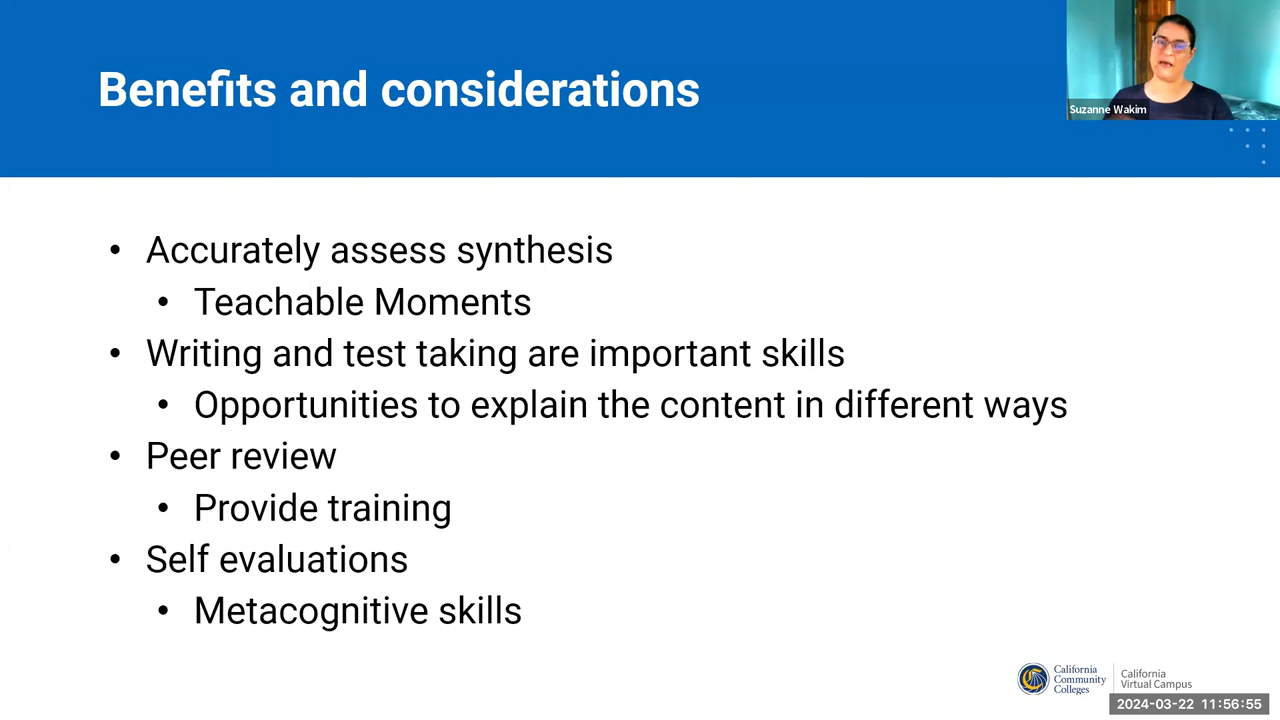 Benefits and considerations
Suzanne Wakim
• Accurately assess synthesis
• Teachable Moments
• Writing and test taking are important skills
• Opportunities to explain the content in different ways
• Peer review
• Provide training
• Self evaluations
• Metacognitive skills
California
Community
Colleges
California
Virtual Campus
2024-03-22 11:56:55